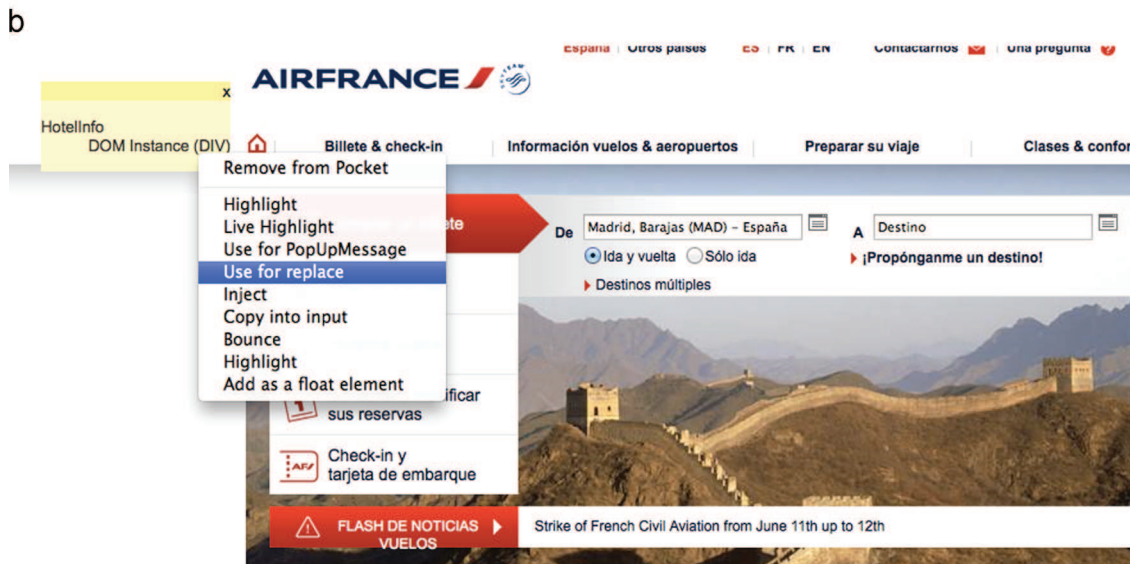 b
España | Otros países ES | FR | EN Contactarnos | Una pregunta ?
AIRFRANCE
x
HotelInfo
DOM Instance (DIV)
Billete & check-in | Información vuelos & aeropuertos | Preparar su viaje | Clases & confor
Remove from Pocket
Highlight
Live Highlight
Use for PopUpMessage
Use for replace
Inject
Copy into input
Bounce
Highlight
Add as a float element
De Madrid, Barajas (MAD) – España A Destino
Ida y vuelta Sólo ida ¡Propónganme un destino!
Destinos múltiples
sus reservas
Check-in y
tarjeta de embarque
FLASH DE NOTICIAS
VUELOS
Strike of French Civil Aviation from June 11th up to 12th